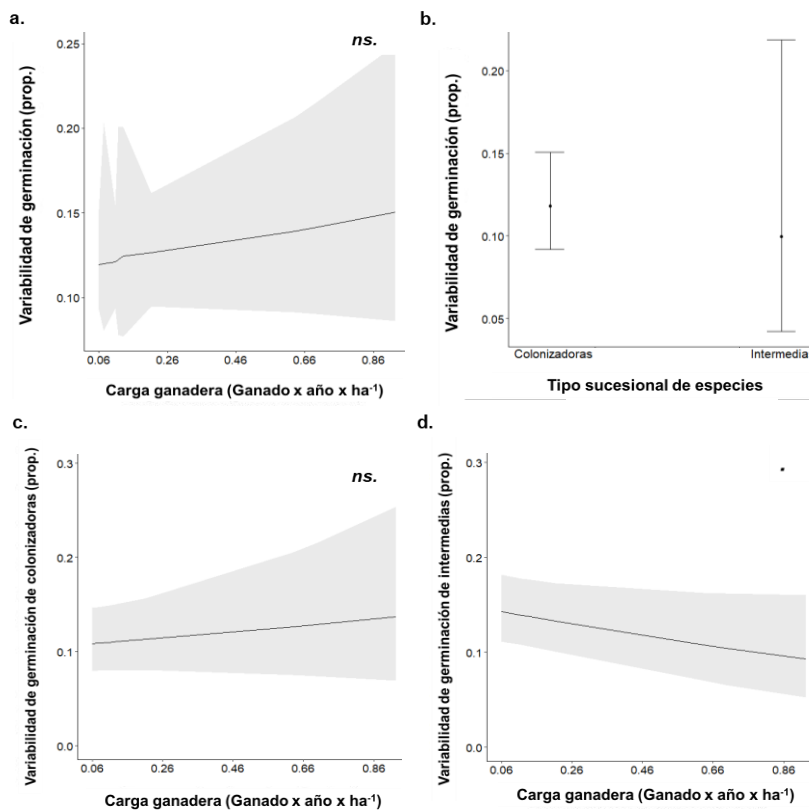 a.
ns.
Variabilidad de germinación (prop.)
0.25
0.20
0.15
0.10
0.06
0.26
0.46
0.66
0.86
Carga ganadera (Ganado x año x ha⁻¹)
b.
Variabilidad de germinación (prop.)
0.20
0.15
0.10
0.05
Colonizadoras
Intermedia
Tipo sucesional de especies
c.
ns.
Variabilidad de germinación de colonizadoras (prop.)
0.3
0.2
0.1
0.0
0.06
0.26
0.46
0.66
0.86
Carga ganadera (Ganado x año x ha⁻¹)
d.
*
Variabilidad de germinación de intermedias (prop.)
0.3
0.2
0.1
0.0
0.06
0.26
0.46
0.66
0.86
Carga ganadera (Ganado x año x ha⁻¹)